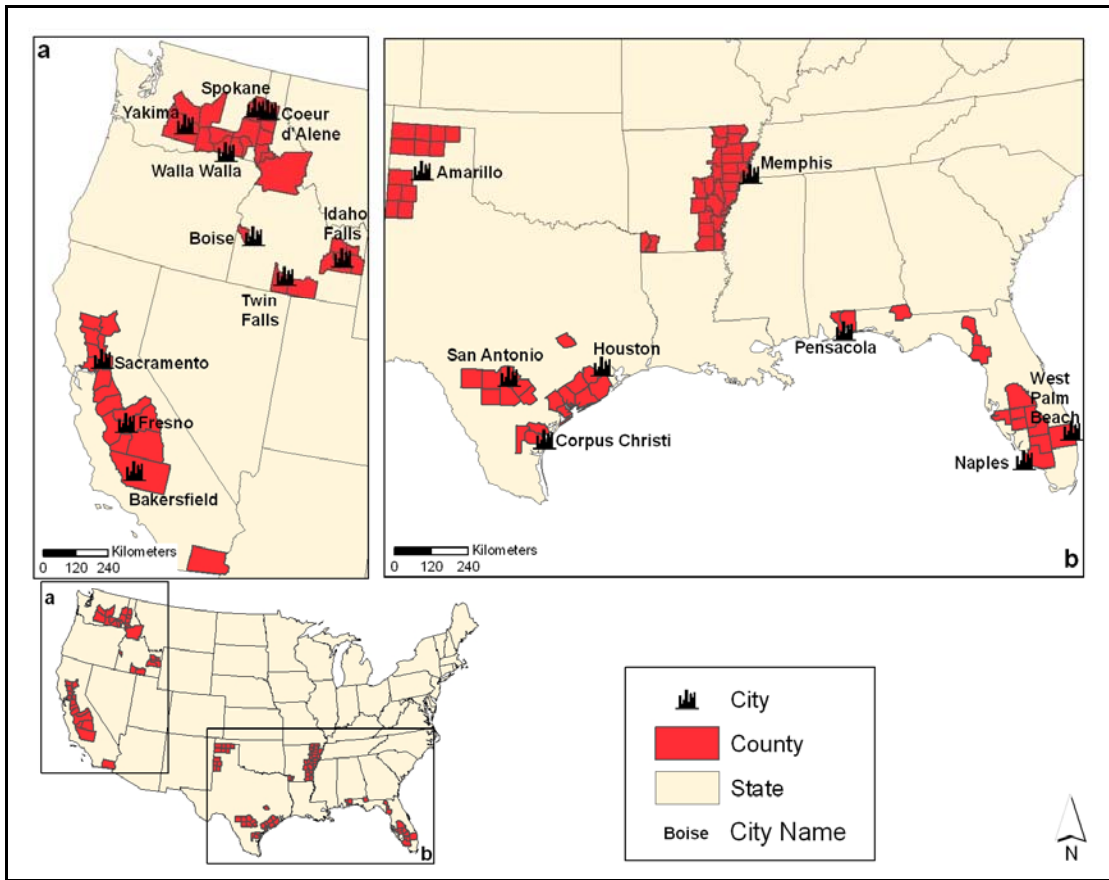 a
Spokane
Yakima
Coeur
d'Alene
Walla Walla
Idaho
Falls
Boise
Twin
Falls
Sacramento
Fresno
Bakersfield
Kilometers
0 120 240
Amarillo
Memphis
San Antonio
Houston
Pensacola
West
Palm
Beach
Corpus Christi
Naples
Kilometers
0 120 240
b
a
b
City
County
State
Boise City Name
N